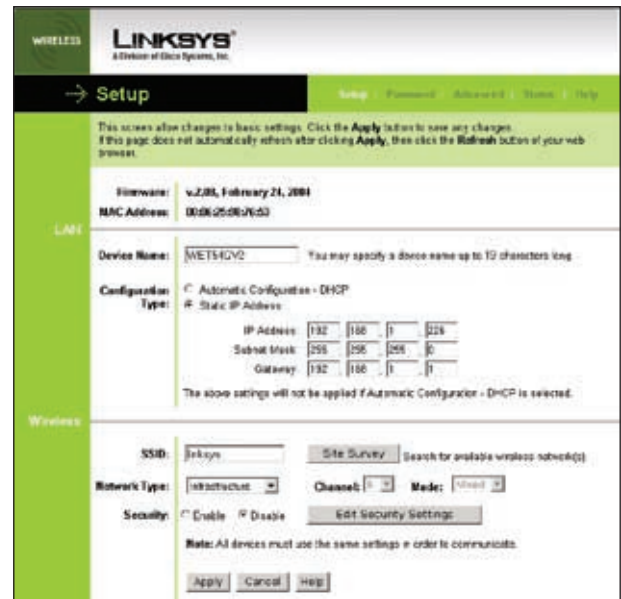 WIRELESS
LINKSYS®
A Division of Cisco Systems, Inc.
Setup
Setup | Password | Advanced | Status | Help
This screen allow changes to basic settings. Click the Apply button to save any changes.
If this page does not automatically refresh after clicking Apply, then click the Refresh button of your web
browser.
Firmware: v.2.08, February 24, 2004
MAC Address: 00:06:25:00:76:53
LAN
Device Name: WET54GV2 You may specify a device name up to 19 characters long
Configuration Type: Automatic Configuration - DHCP
Static IP Address
IP Address: 192 . 168 . 1 . 226
Subnet Mask: 255 . 255 . 255 . 0
Gateway: 192 . 168 . 1 . 1
The above settings will not be applied if Automatic Configuration - DHCP is selected.
Wireless
SSID: linksys Site Survey Search for available wireless network(s)
Network Type: Infrastructure Channel: Mode: Mixed
Security: Enable Disable Edit Security Settings
Note: All devices must use the same settings in order to communicate.
Apply Cancel Help